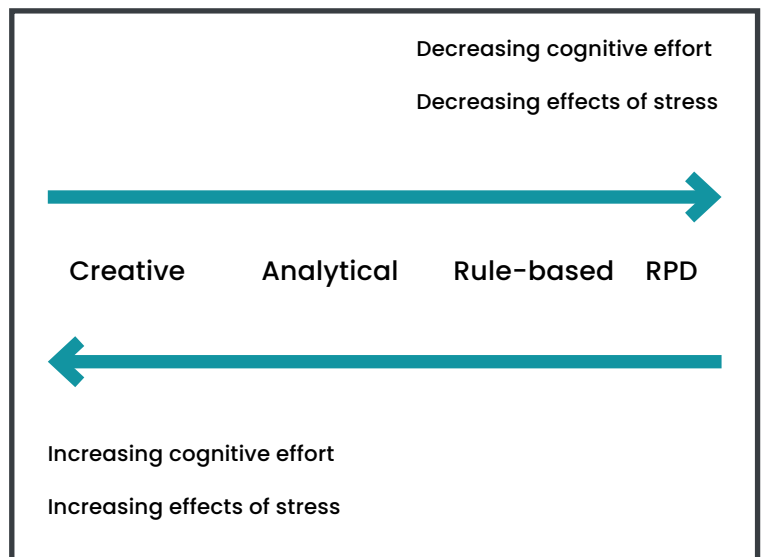 Decreasing cognitive effort
Decreasing effects of stress
Creative Analytical Rule-based RPD
Increasing cognitive effort
Increasing effects of stress